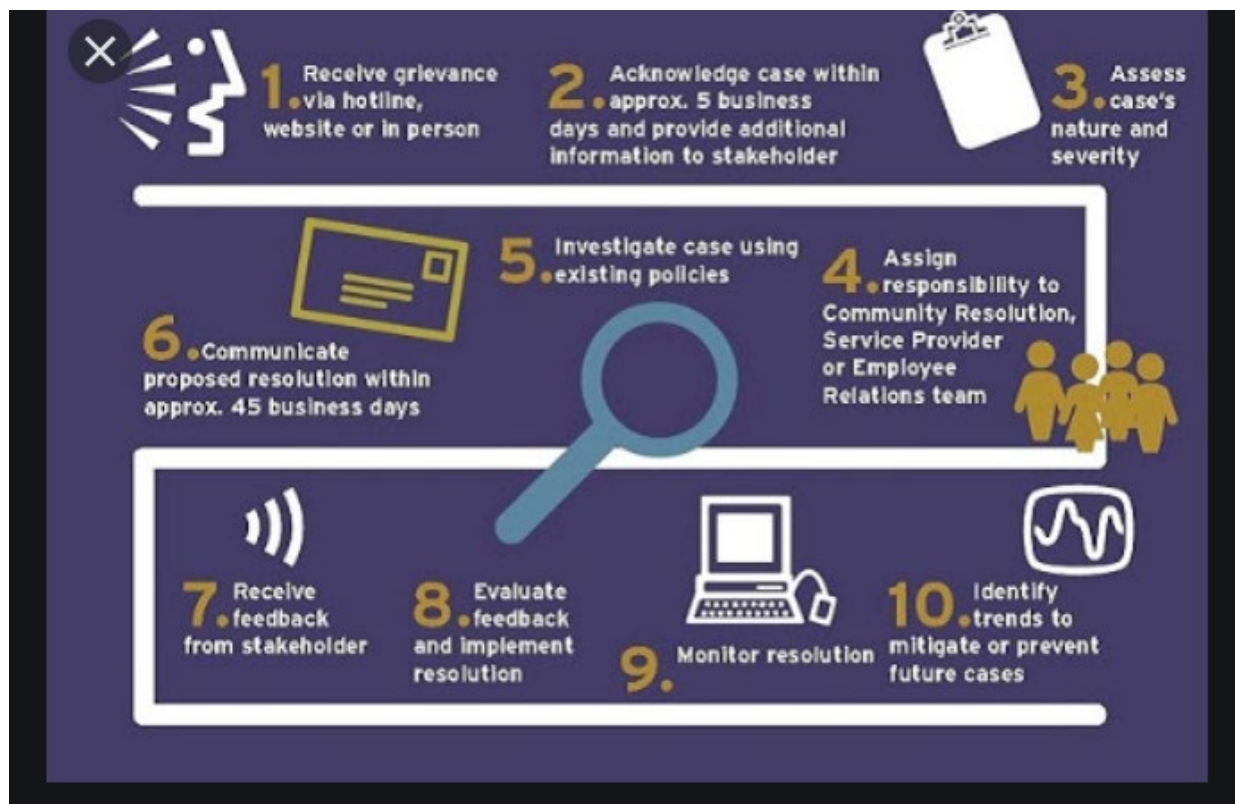 1. Receive grievance
via hotline,
website or in person
2. Acknowledge case within
approx. 5 business
days and provide additional
information to stakeholder
3. Assess
case's
nature and
severity
4. Assign
responsibility to
Community Resolution,
Service Provider
or Employee
Relations team
5. Investigate case using
existing policies
6. Communicate
proposed resolution within
approx. 45 business days
7. Receive
feedback
from stakeholder
8. Evaluate
feedback
and implement
resolution
9. Monitor resolution
10. Identify
trends to
mitigate or prevent
future cases